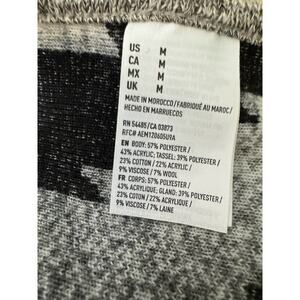 US M
CA M
MX M
UK M
MADE IN MOROCCO/FABRIQUÉ AU MAROC/
HECHO EN MARRUECOS
RN 54485/CA 03873
RFC# AEM120605U9A
EN BODY: 57% POLYESTER/
43% ACRYLIC; TASSEL: 39% POLYESTER/
23% COTTON / 22% ACRYLIC/
9% VISCOSE / 7% WOOL
FR CORPS: 57% POLYESTER/
43% ACRYLIQUE; GLAND: 39% POLYESTER/
23% COTON / 22% ACRYLIQUE /
9% VISCOSE / 7% LAINE